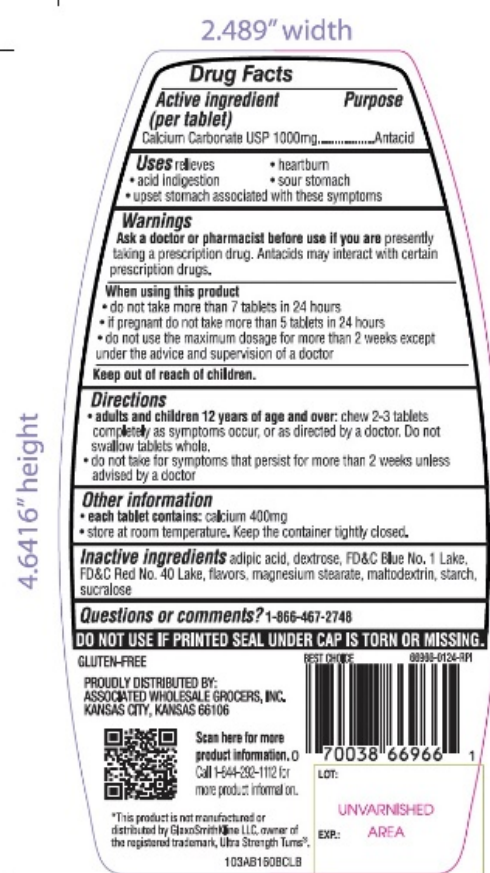 2.489" width
Drug Facts
Active ingredient Purpose
(per tablet)
Calcium Carbonate USP 1000mg..................Antacid
Uses relieves • heartburn
• acid indigestion • sour stomach
• upset stomach associated with these symptoms
Warnings
Ask a doctor or pharmacist before use if you are presently
taking a prescription drug. Antacids may interact with certain
prescription drugs.
When using this product
• do not take more than 7 tablets in 24 hours
• if pregnant do not take more than 5 tablets in 24 hours
• do not use the maximum dosage for more than 2 weeks except
under the advice and supervision of a doctor
Keep out of reach of children.
Directions
• adults and children 12 years of age and over: chew 2-3 tablets
completely as symptoms occur, or as directed by a doctor. Do not
swallow tablets whole.
• do not take for symptoms that persist for more than 2 weeks unless
advised by a doctor
Other information
• each tablet contains: calcium 400mg
• store at room temperature. Keep the container tightly closed.
Inactive ingredients adipic acid, dextrose, FD&C Blue No. 1 Lake,
FD&C Red No. 40 Lake, flavors, magnesium stearate, maltodextrin, starch,
sucralose
Questions or comments? 1-866-467-2748
DO NOT USE IF PRINTED SEAL UNDER CAP IS TORN OR MISSING.
4.6416" height
GLUTEN-FREE
PROUDLY DISTRIBUTED BY:
ASSOCIATED WHOLESALE GROCERS, INC.
KANSAS CITY, KANSAS 66106
Scan here for more
product information.
Call 1-844-292-1112 for
more product information.
*This product is not manufactured or
distributed by GlaxoSmithKline LLC, owner of
the registered trademark, Ultra Strength Tums®.
103AB1608CLB
BEST CHOICE 66966-0124-RPI
0 70038 66966 1
LOT:
UNVARNISHED
EXP.: AREA